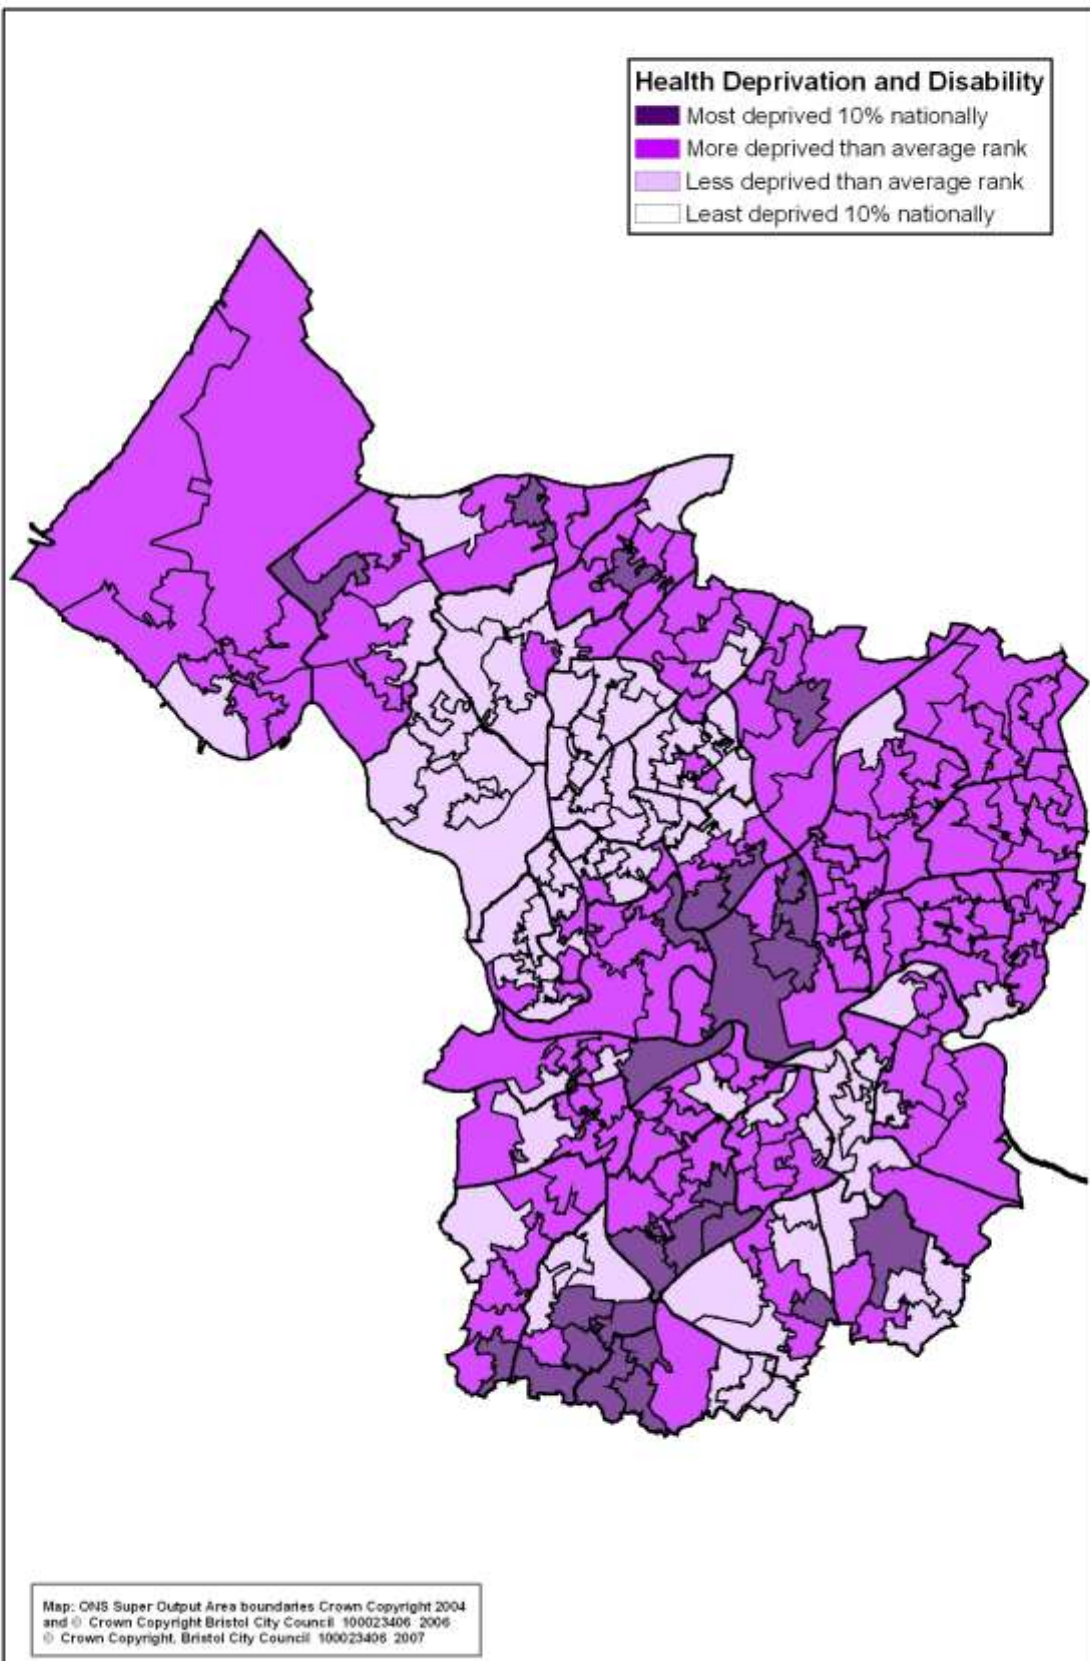 Health Deprivation and Disability
Most deprived 10% nationally
More deprived than average rank
Less deprived than average rank
Least deprived 10% nationally
Map: ONS Super Output Area boundaries Crown Copyright 2004
and © Crown Copyright Bristol City Council 100023406 2006
© Crown Copyright, Bristol City Council 100023406 2007